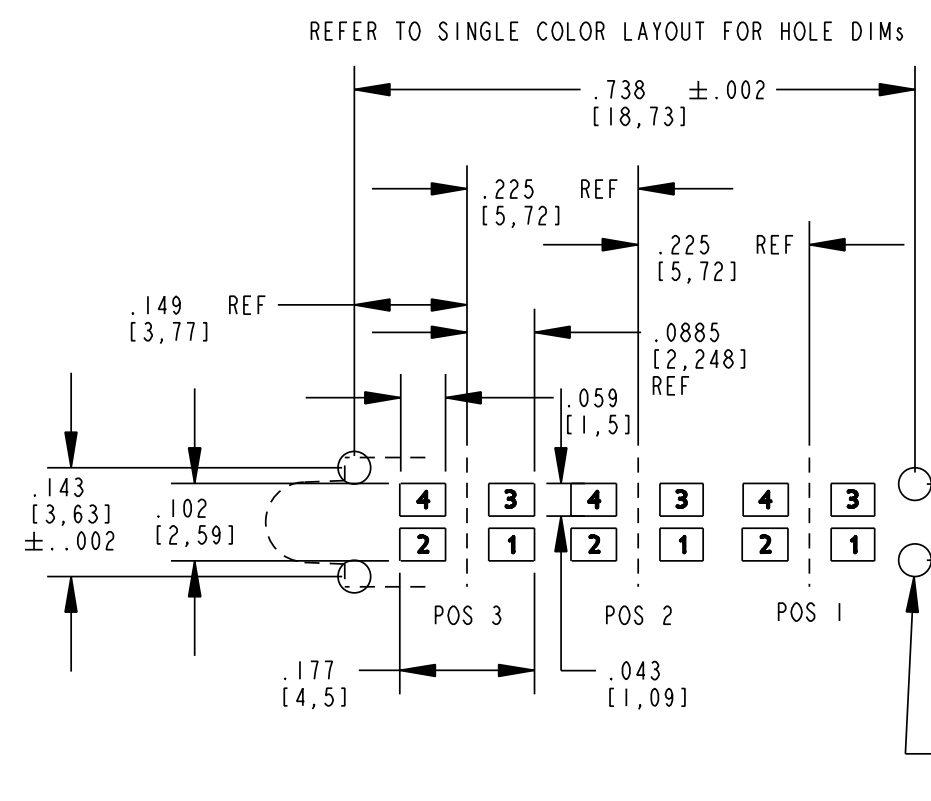 REFER TO SINGLE COLOR LAYOUT FOR HOLE DIMs
.738 ±.002
[18,73]
.225 REF
[5,72]
.225 REF
[5,72]
.149 REF
[3,77]
.0885
[2,248]
REF
.059
[1,5]
.143
[3,63]
±..002
.102
[2,59]
4 3 4 3 4 3
2 1 2 1 2 1
POS 3 POS 2 POS 1
.177
[4,5]
.043
[1,09]